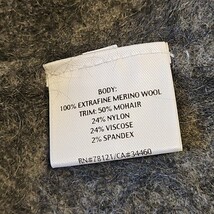 BODY:
100% EXTRAFINE MERINO WOOL
TRIM: 50% MOHAIR
24% NYLON
24% VISCOSE
2% SPANDEX
RN#78121/CA#34460